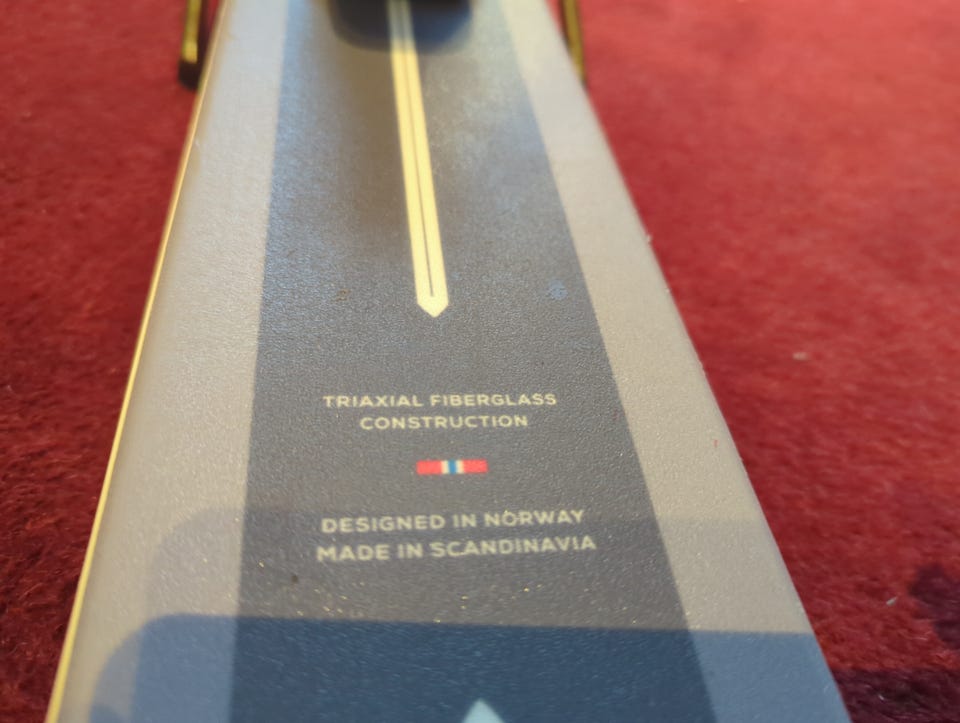 TRIAXIAL FIBERGLASS
CONSTRUCTION
DESIGNED IN NORWAY
MADE IN SCANDINAVIA